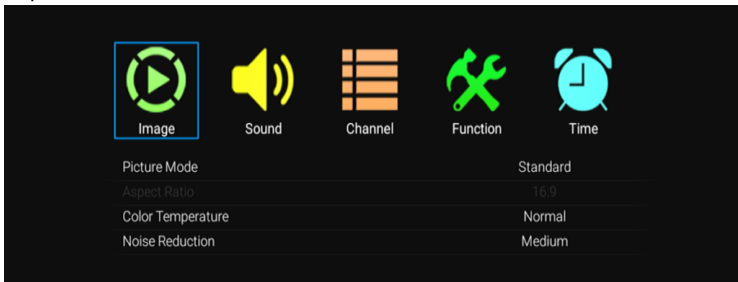 Image Sound Channel Function Time
Picture Mode Standard
Aspect Ratio 16:9
Color Temperature Normal
Noise Reduction Medium